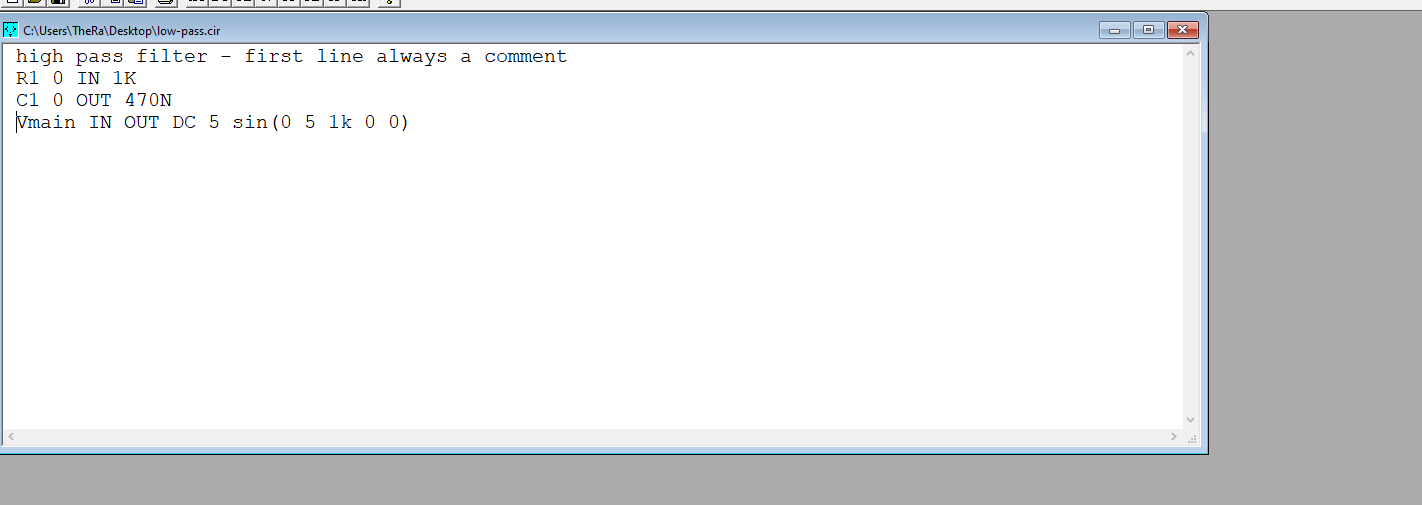 C:\Users\TheRa\Desktop\low-pass.cir
high pass filter - first line always a comment
R1 0 IN 1K
C1 0 OUT 470N
Vmain IN OUT DC 5 sin(0 5 1k 0 0)